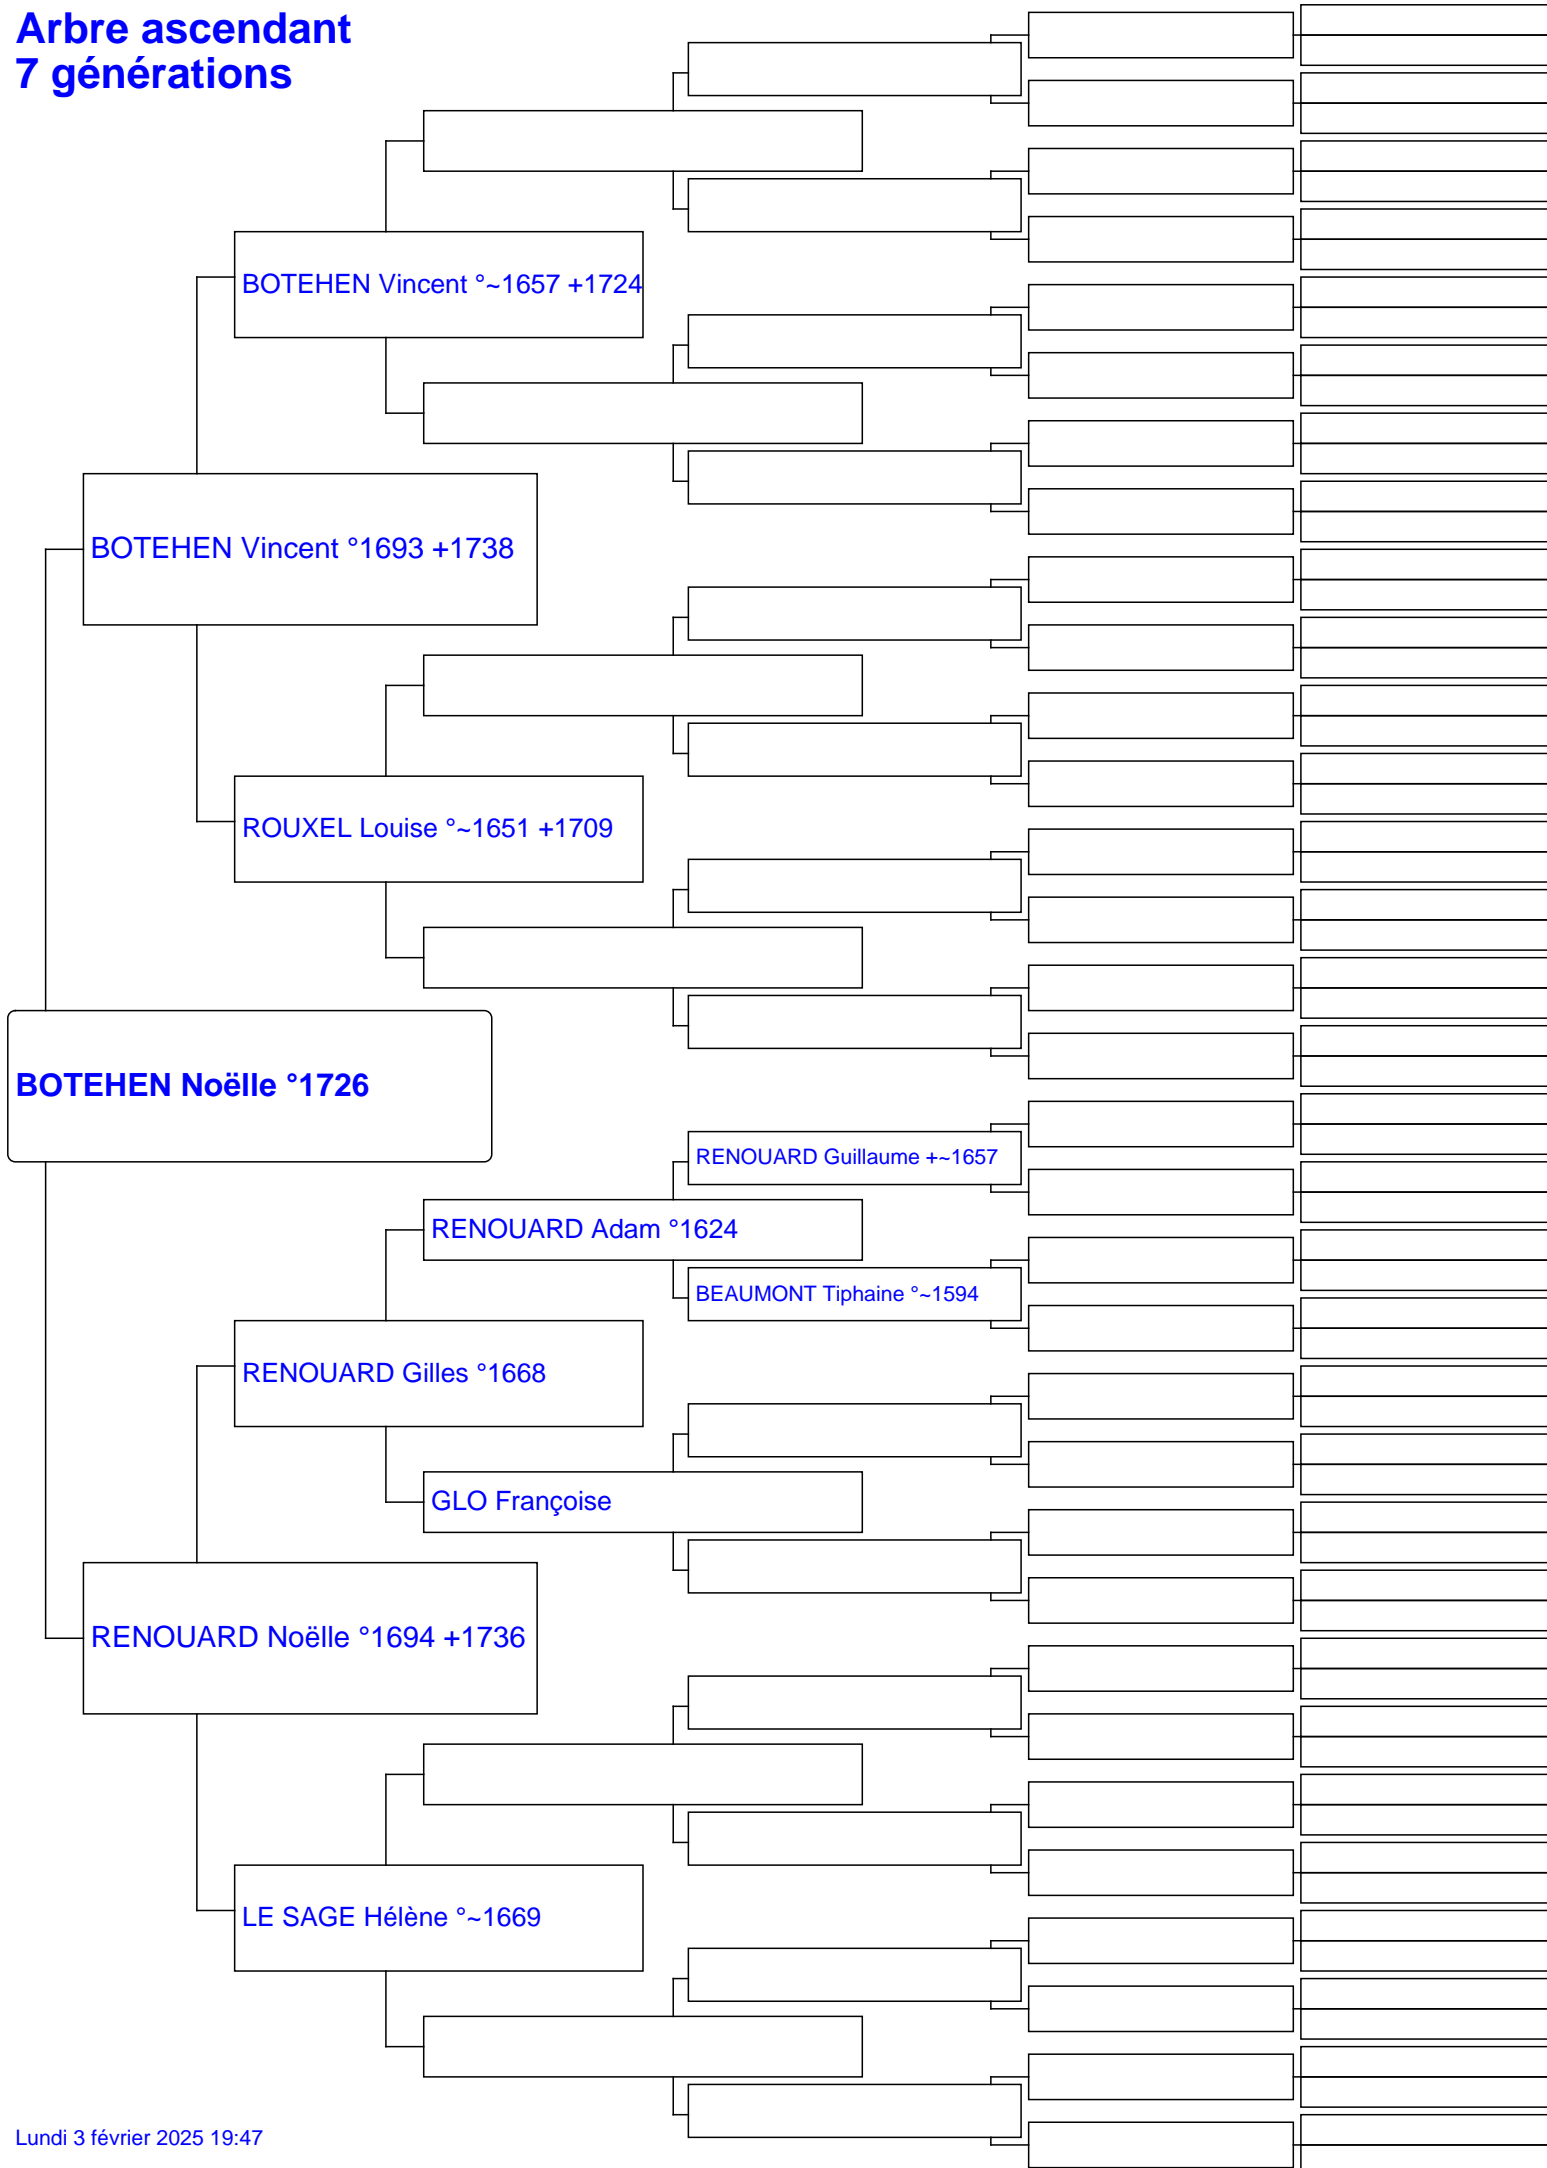 Arbre ascendant
7 générations
BOTEHEN Vincent °~1657 +1724
BOTEHEN Vincent °1693 +1738
ROUXEL Louise °~1651 +1709
BOTEHEN Noëlle °1726
RENOUARD Guillaume +~1657
RENOUARD Adam °1624
BEAUMONT Tiphaine °~1594
RENOUARD Gilles °1668
GLO Françoise
RENOUARD Noëlle °1694 +1736
LE SAGE Hélène °~1669
Lundi 3 février 2025 19:47